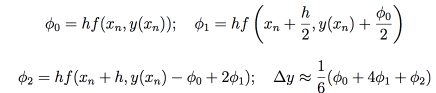 ϕ₀ = hf(xₙ, y(xₙ)); ϕ₁ = hf(xₙ + h/2, y(xₙ) + ϕ₀/2)
ϕ₂ = hf(xₙ + h, y(xₙ) − ϕ₀ + 2ϕ₁); Δy ≈ 1/6(ϕ₀ + 4ϕ₁ + ϕ₂)